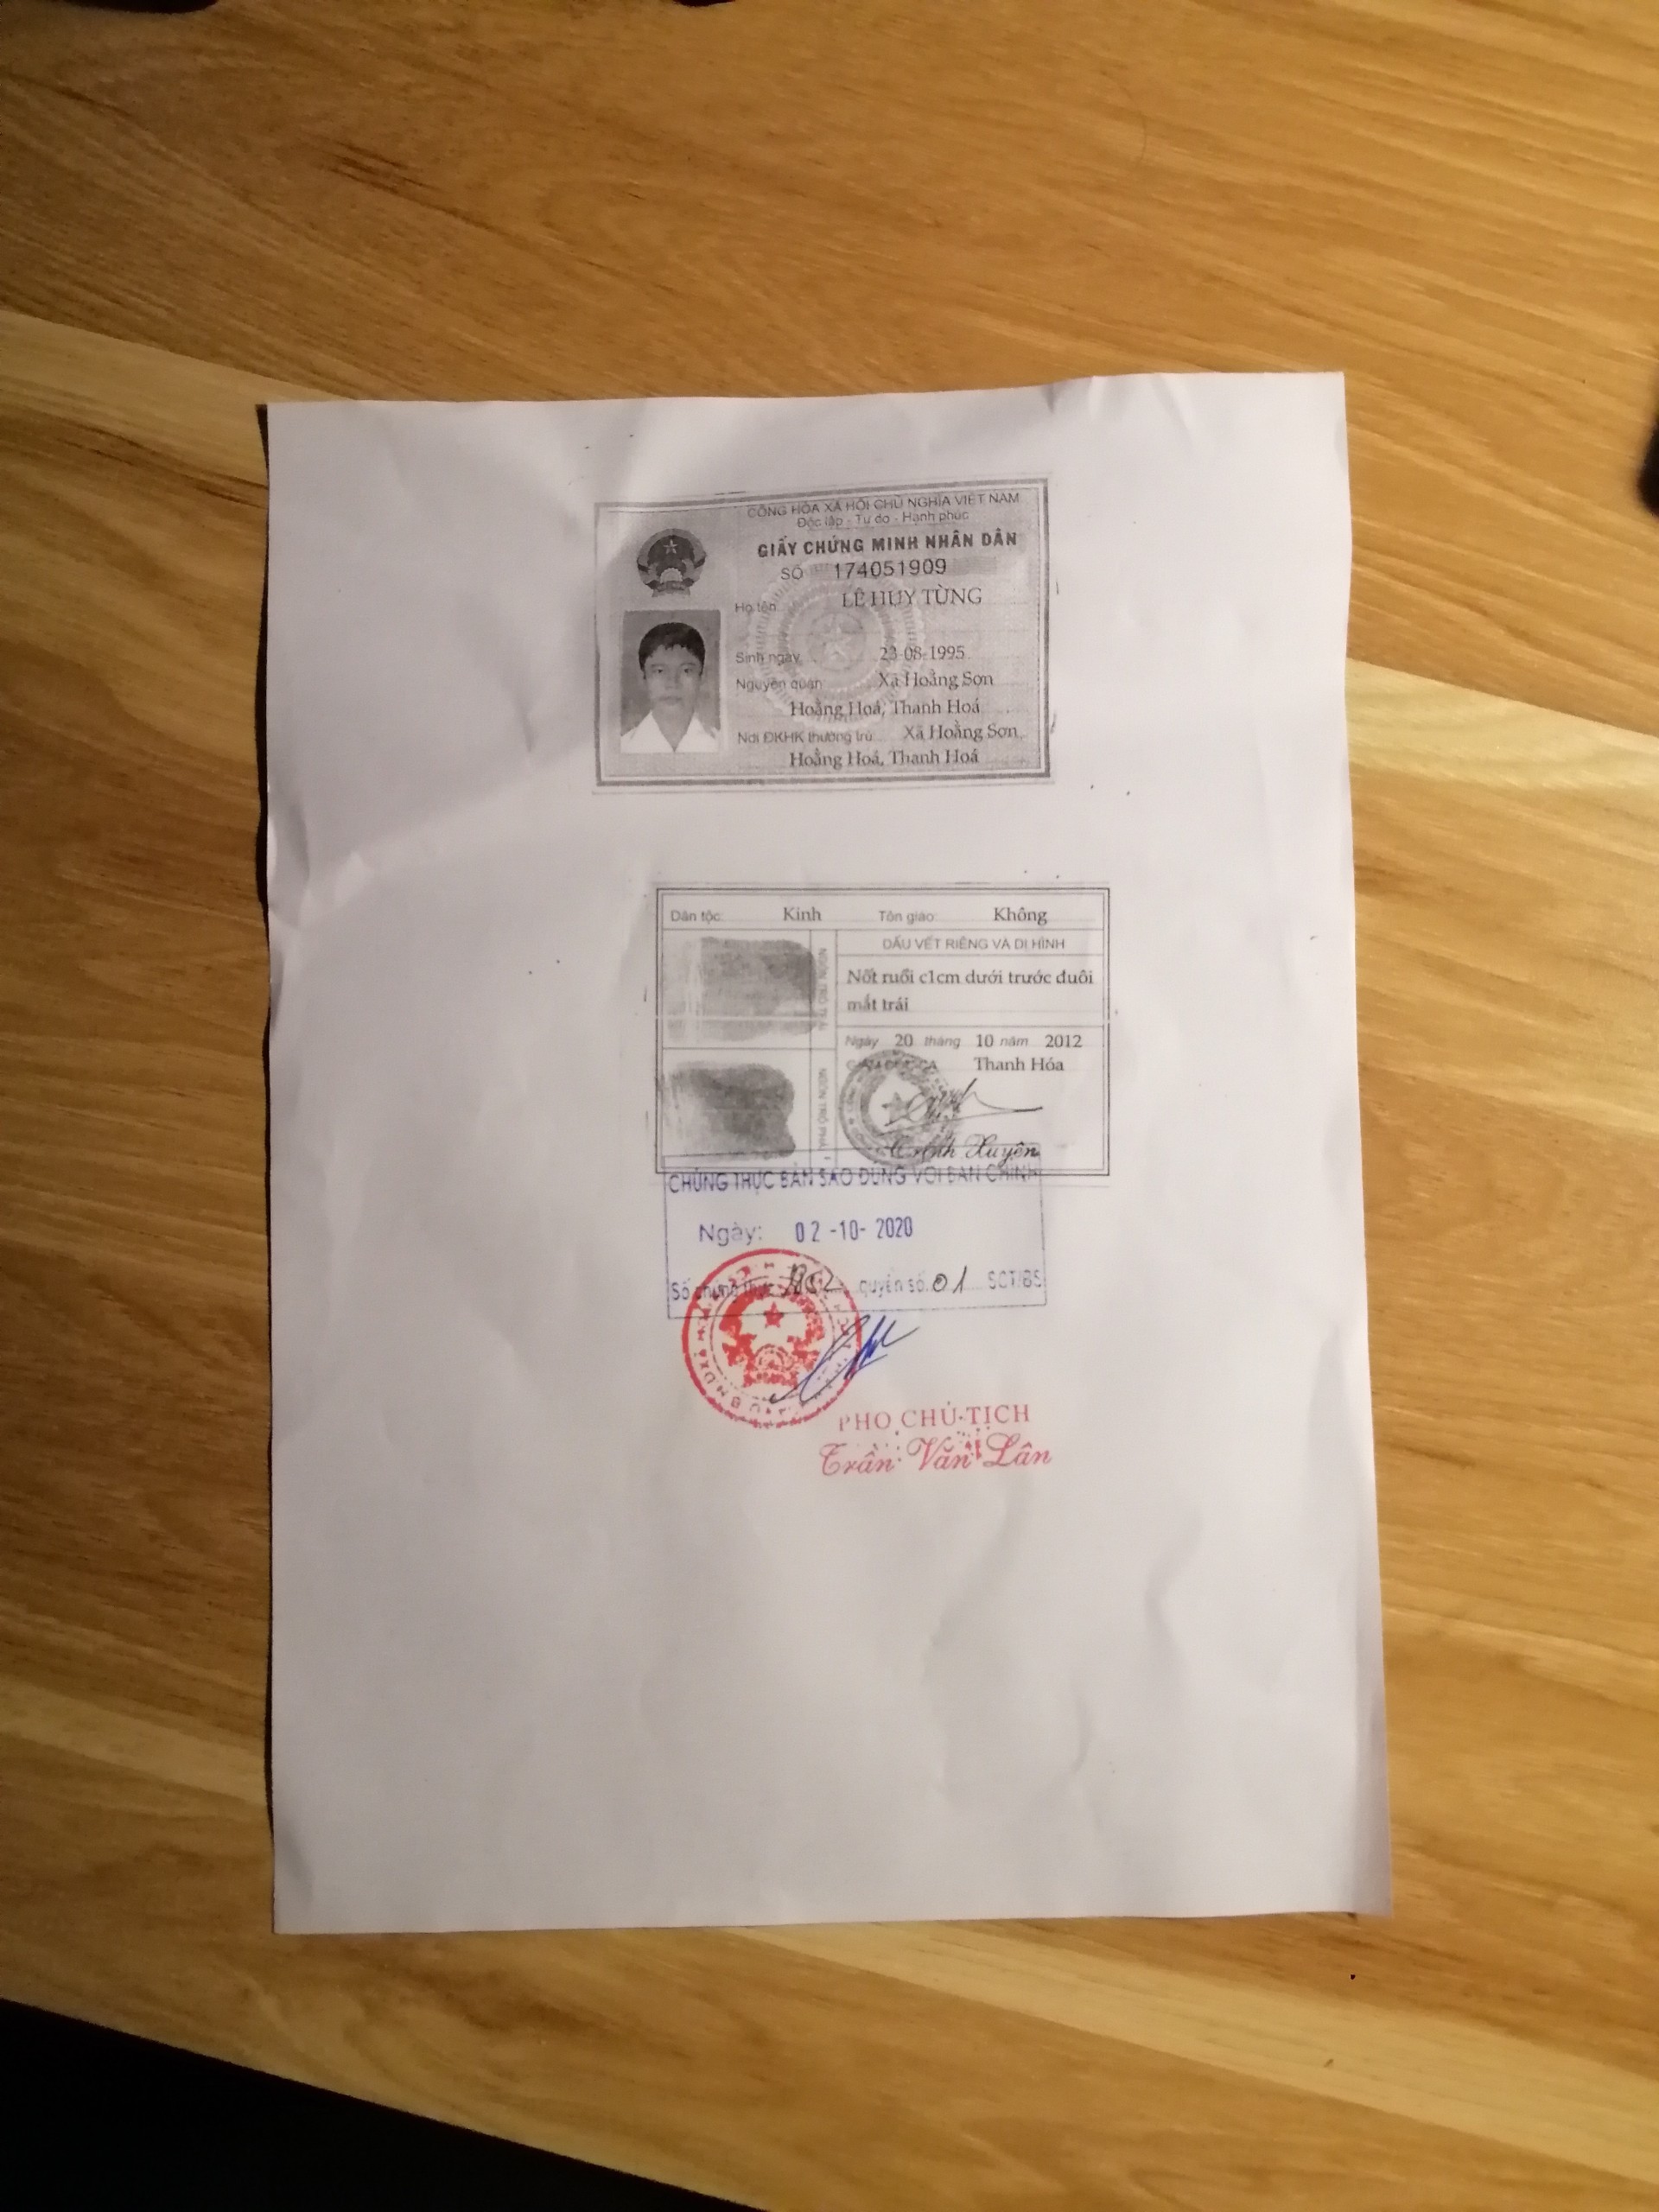 CỘNG HÒA XÃ HỘI CHỦ NGHĨA VIỆT NAM
Độc lập - Tự do - Hạnh phúc
GIẤY CHỨNG MINH NHÂN DÂN
SỐ 174051909
Họ tên LÊ HUY TÙNG
Sinh ngày 23-08-1995
Nguyên quán Xã Hoằng Sơn
Hoằng Hoá, Thanh Hoá
Nơi ĐKHK thường trú Xã Hoằng Sơn
Hoằng Hoá, Thanh Hoá
Dân tộc: Kinh Tôn giáo: Không
NGÓN TRỎ TRÁI
DẤU VẾT RIÊNG VÀ DỊ HÌNH
Nốt ruồi c1cm dưới trước đuôi
mắt trái
Ngày 20 tháng 10 năm 2012
Thanh Hóa
NGÓN TRỎ PHẢI
Xuyên
CHỨNG THỰC BẢN SAO ĐÚNG VỚI BẢN CHÍNH
Ngày: 02-10-2020
Số chứng thực quyển số 01 SCT/BS
PHÓ CHỦ TỊCH
Trần Văn Lân